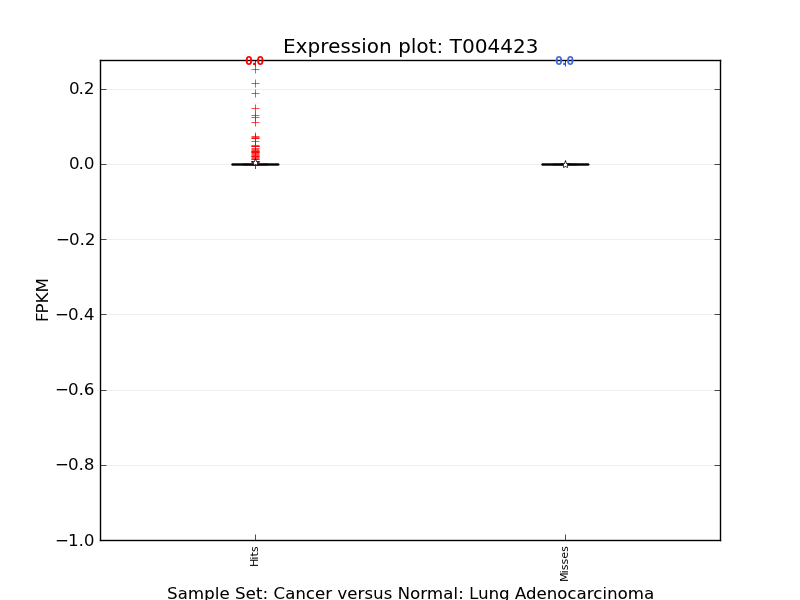 Expression plot: T004423
0.0
0.0
0.2
0.0
−0.2
−0.4
−0.6
−0.8
−1.0
FPKM
Hits
Misses
Sample Set: Cancer versus Normal: Lung Adenocarcinoma